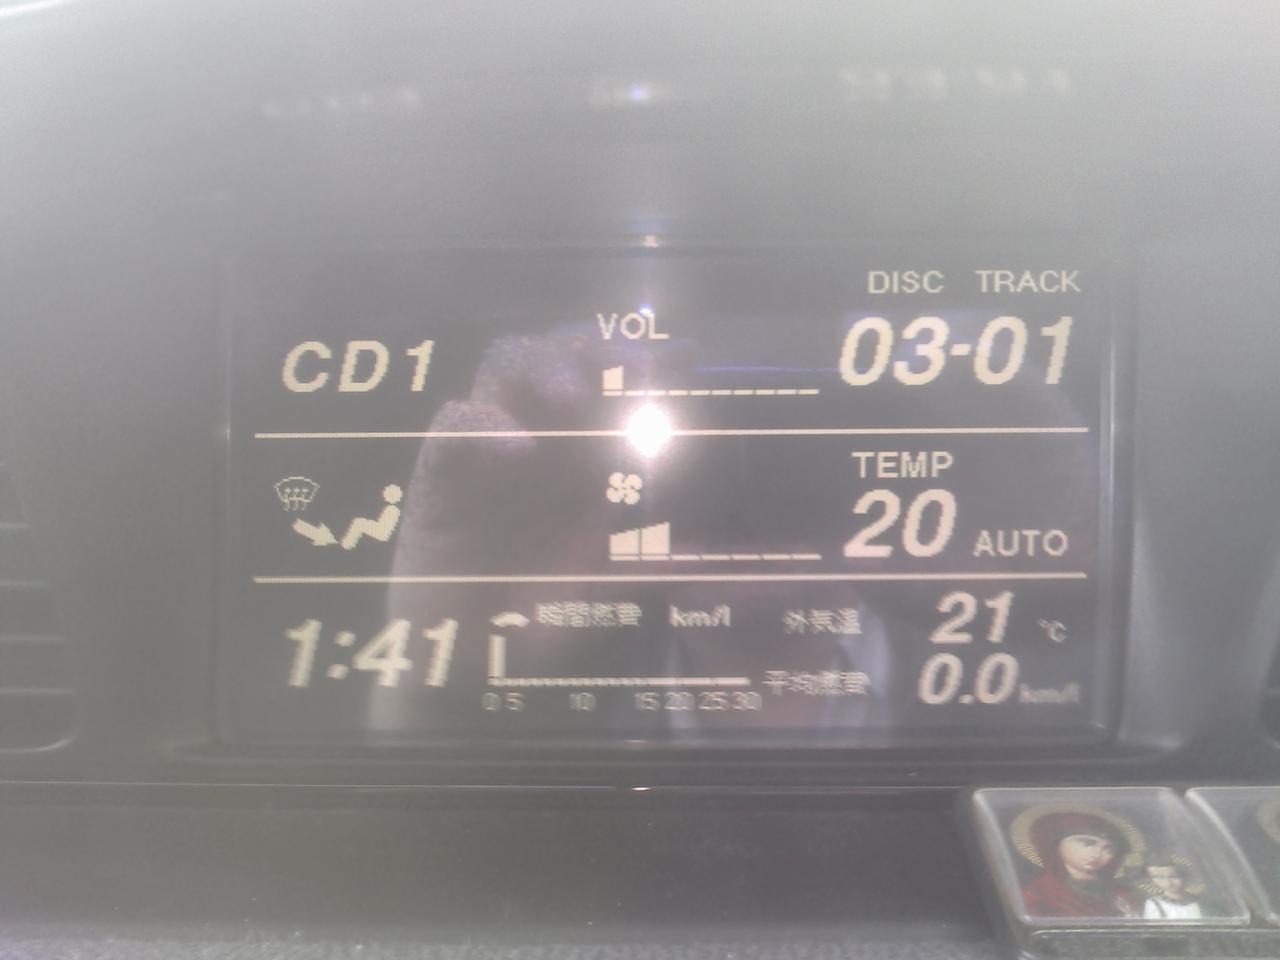 DISC TRACK
CD1 VOL 03-01
TEMP
20 AUTO
1:41 瞬間燃費 km/l 外気温 21 ℃
平均燃費 0.0 km/l
0 5 10 15 20 25 30